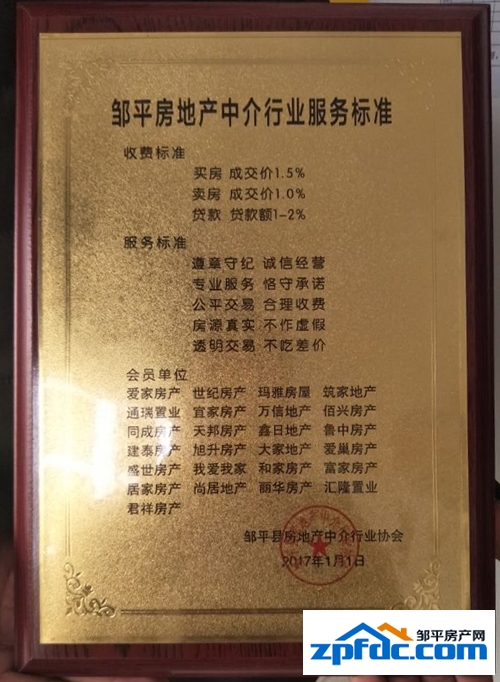 邹平房地产中介行业服务标准
收费标准
买房 成交价1.5%
卖房 成交价1.0%
贷款 贷款额1-2%
服务标准
遵章守纪 诚信经营
专业服务 恪守承诺
公平交易 合理收费
房源真实 不作虚假
透明交易 不吃差价
会员单位
爱家房产 世纪房产 玛雅房屋 筑家地产
通瑞置业 宜家房产 万信地产 佰兴房产
同成房产 天邦房产 鑫日地产 鲁中房产
建泰房产 旭升房产 大家地产 爱巢房产
盛世房产 我爱我家 和家房产 富家房产
居家房产 尚居地产 丽华房产 汇隆置业
君祥房产
邹平县房地产中介行业协会
2017年1月1日
邹平房产网
zpfdc.com